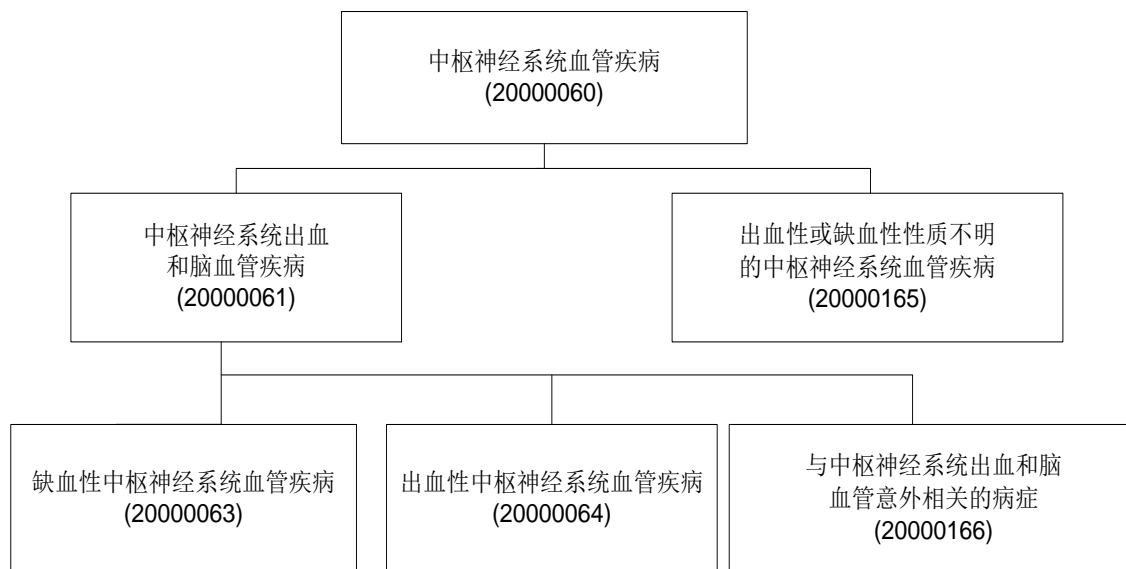 中枢神经系统血管疾病
(20000060)
中枢神经系统出血
和脑血管疾病
(20000061)
出血性或缺血性性质不明
的中枢神经系统血管疾病
(20000165)
缺血性中枢神经系统血管疾病
(20000063)
出血性中枢神经系统血管疾病
(20000064)
与中枢神经系统出血和脑
血管意外相关的病症
(20000166)